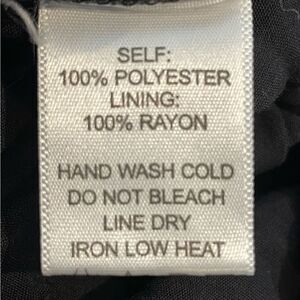 SELF:
100% POLYESTER
LINING:
100% RAYON
HAND WASH COLD
DO NOT BLEACH
LINE DRY
IRON LOW HEAT